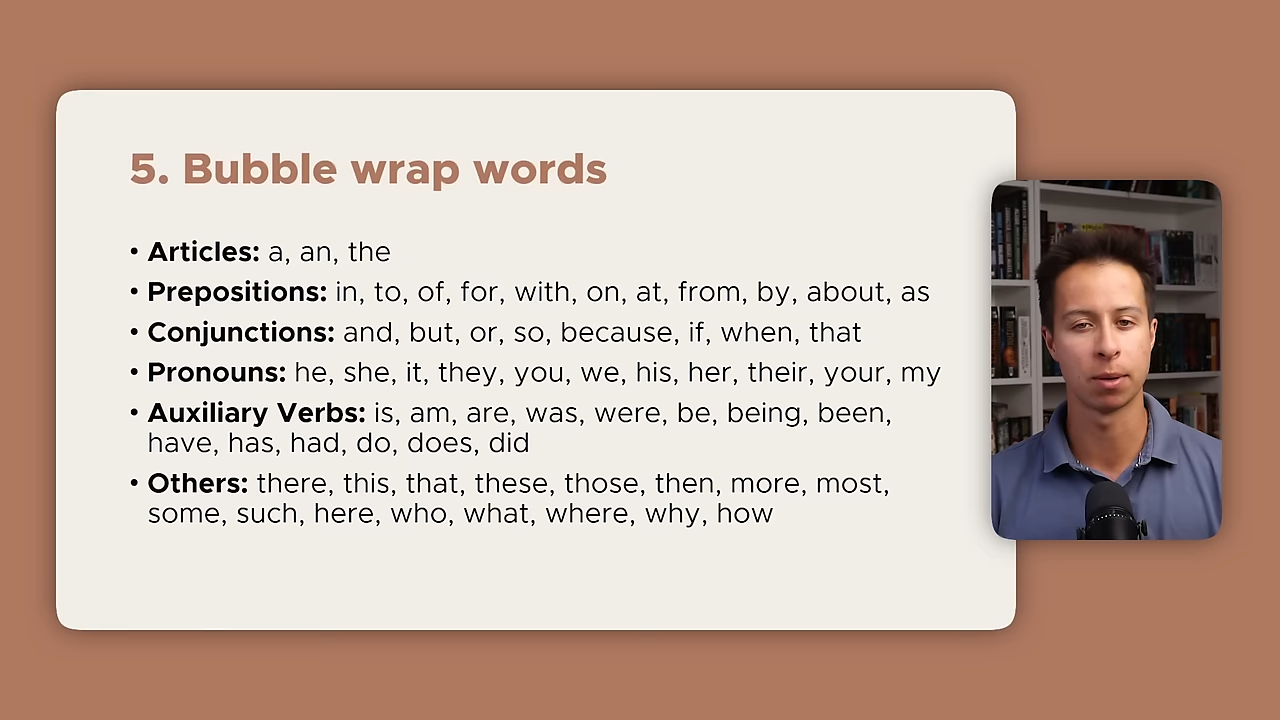 5. Bubble wrap words
• Articles: a, an, the
• Prepositions: in, to, of, for, with, on, at, from, by, about, as
• Conjunctions: and, but, or, so, because, if, when, that
• Pronouns: he, she, it, they, you, we, his, her, their, your, my
• Auxiliary Verbs: is, am, are, was, were, be, being, been,
have, has, had, do, does, did
• Others: there, this, that, these, those, then, more, most,
some, such, here, who, what, where, why, how